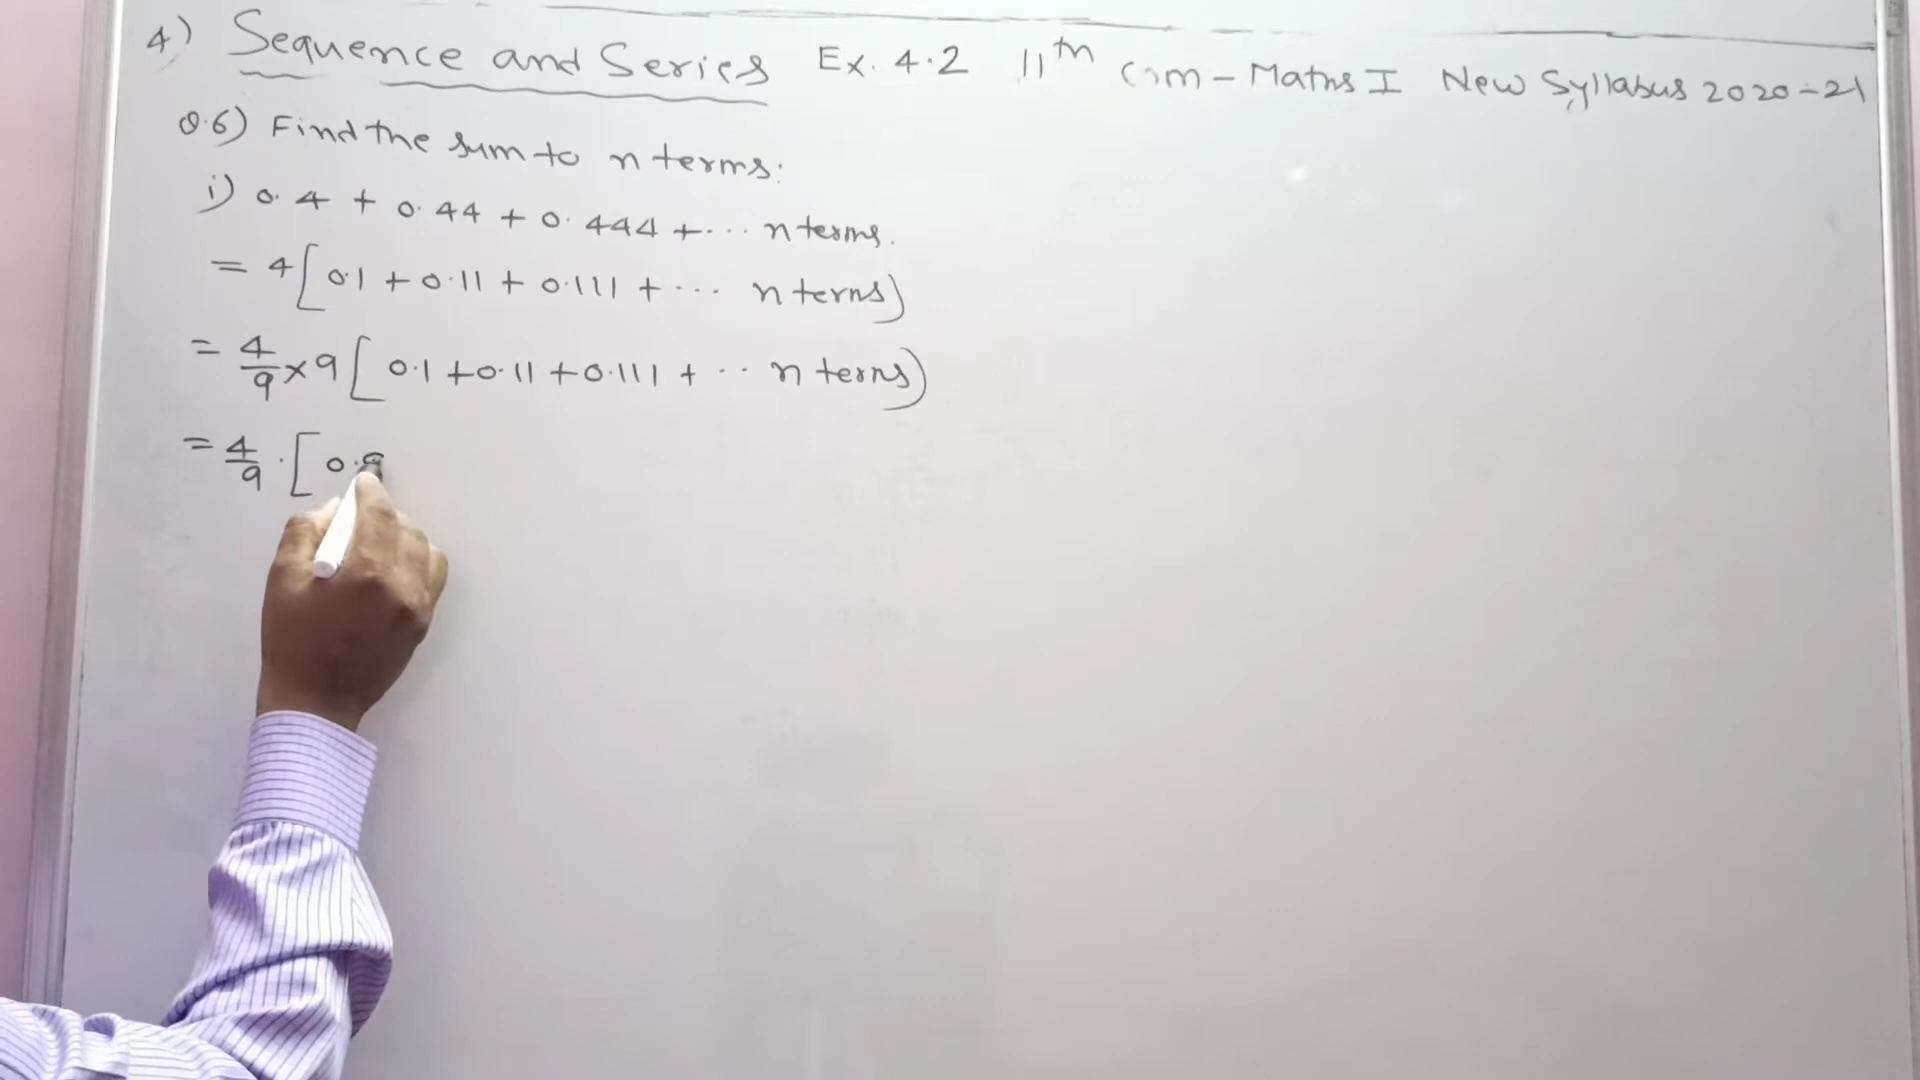 4) Sequence and Series Ex. 4.2 11th Com - Maths I New Syllabus 2020-21
Q.6) Find the sum to n terms:
i) 0.4 + 0.44 + 0.444 + ... n terms.
= 4[0.1 + 0.11 + 0.111 + ... n terms)
= 4/9 × 9 [0.1 + 0.11 + 0.111 + .. n terms)
= 4/9 . [0.9